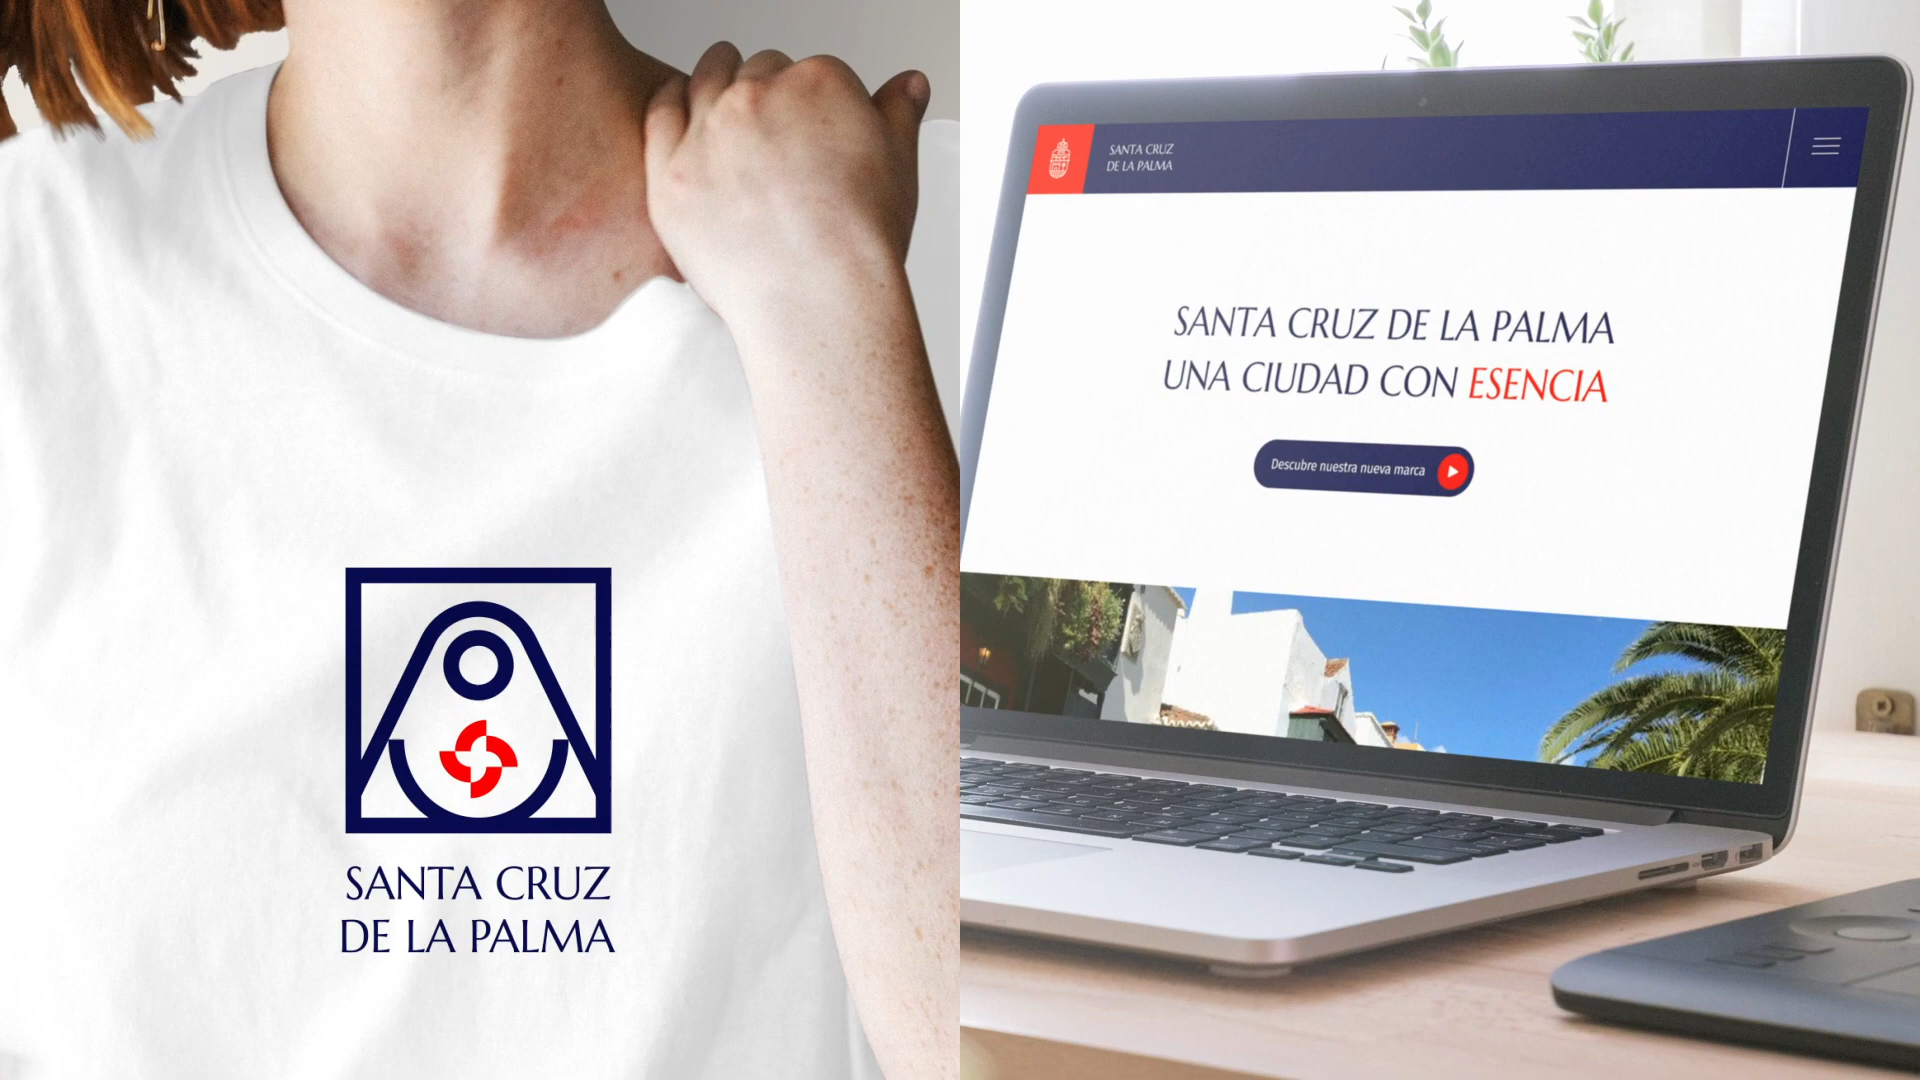 SANTA CRUZ
DE LA PALMA
SANTA CRUZ
DE LA PALMA
SANTA CRUZ DE LA PALMA
UNA CIUDAD CON ESENCIA
Descubre nuestra nueva marca